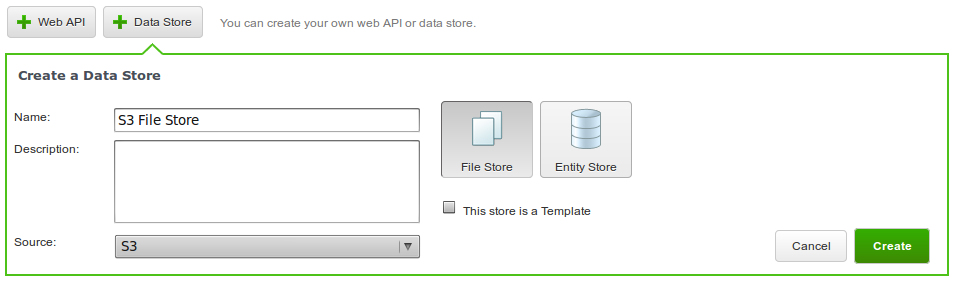 Web API
Data Store
You can create your own web API or data store.
Create a Data Store
Name:
S3 File Store
Description:
File Store
Entity Store
This store is a Template
Source:
S3
Cancel
Create